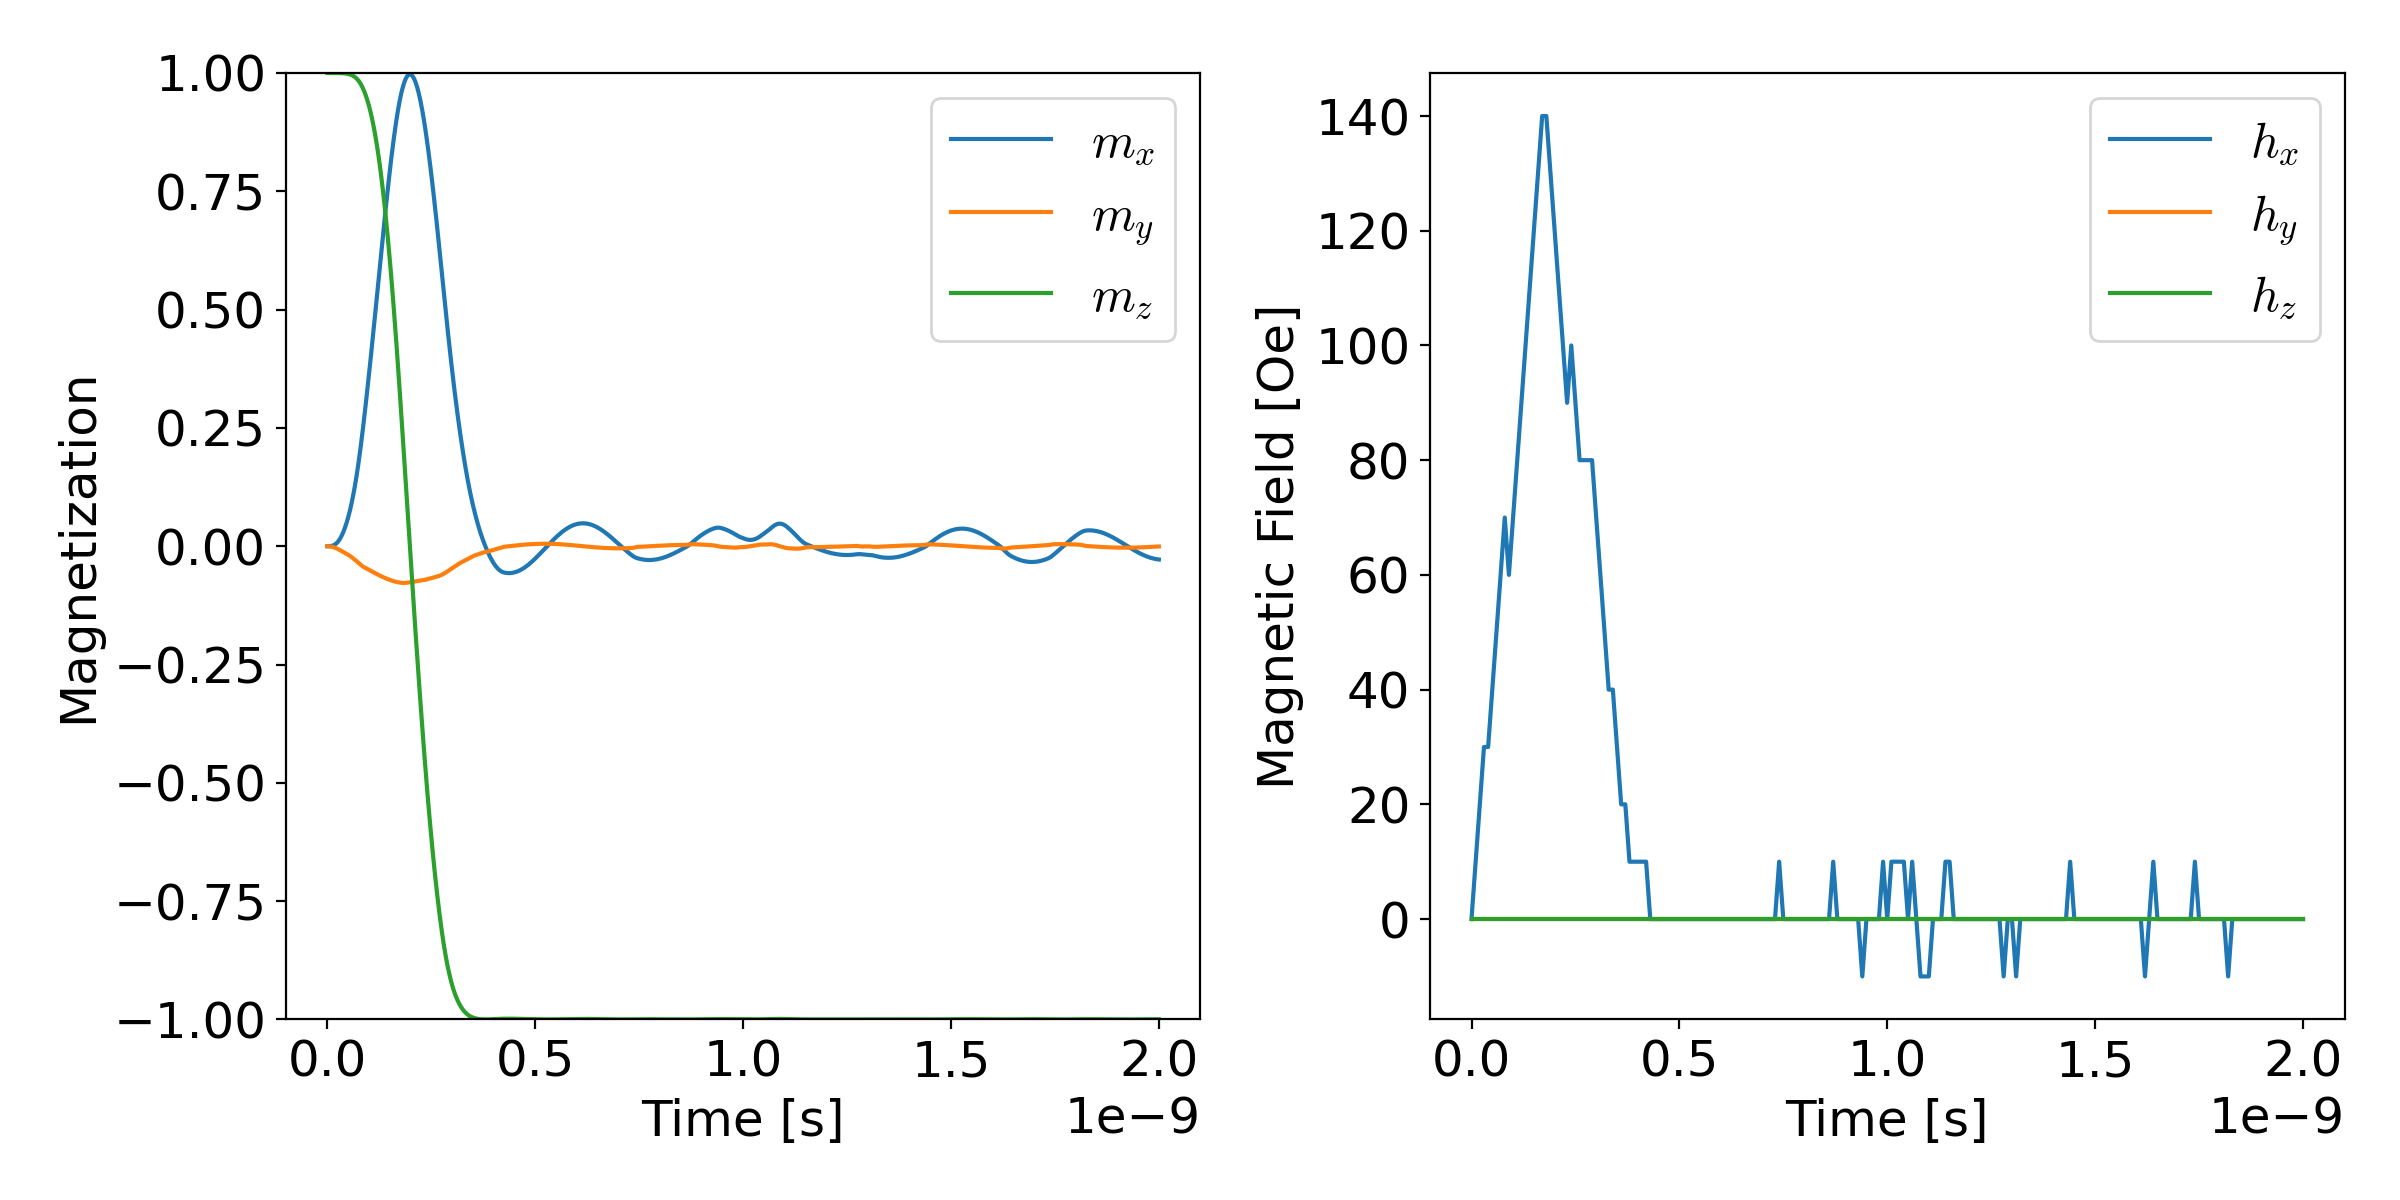 Magnetization
1.00
0.75
0.50
0.25
0.00
−0.25
−0.50
−0.75
−1.00
0.0 0.5 1.0 1.5 2.0
Time [s]
1e−9
m_x
m_y
m_z
Magnetic Field [Oe]
140
120
100
80
60
40
20
0
0.0 0.5 1.0 1.5 2.0
Time [s]
1e−9
h_x
h_y
h_z